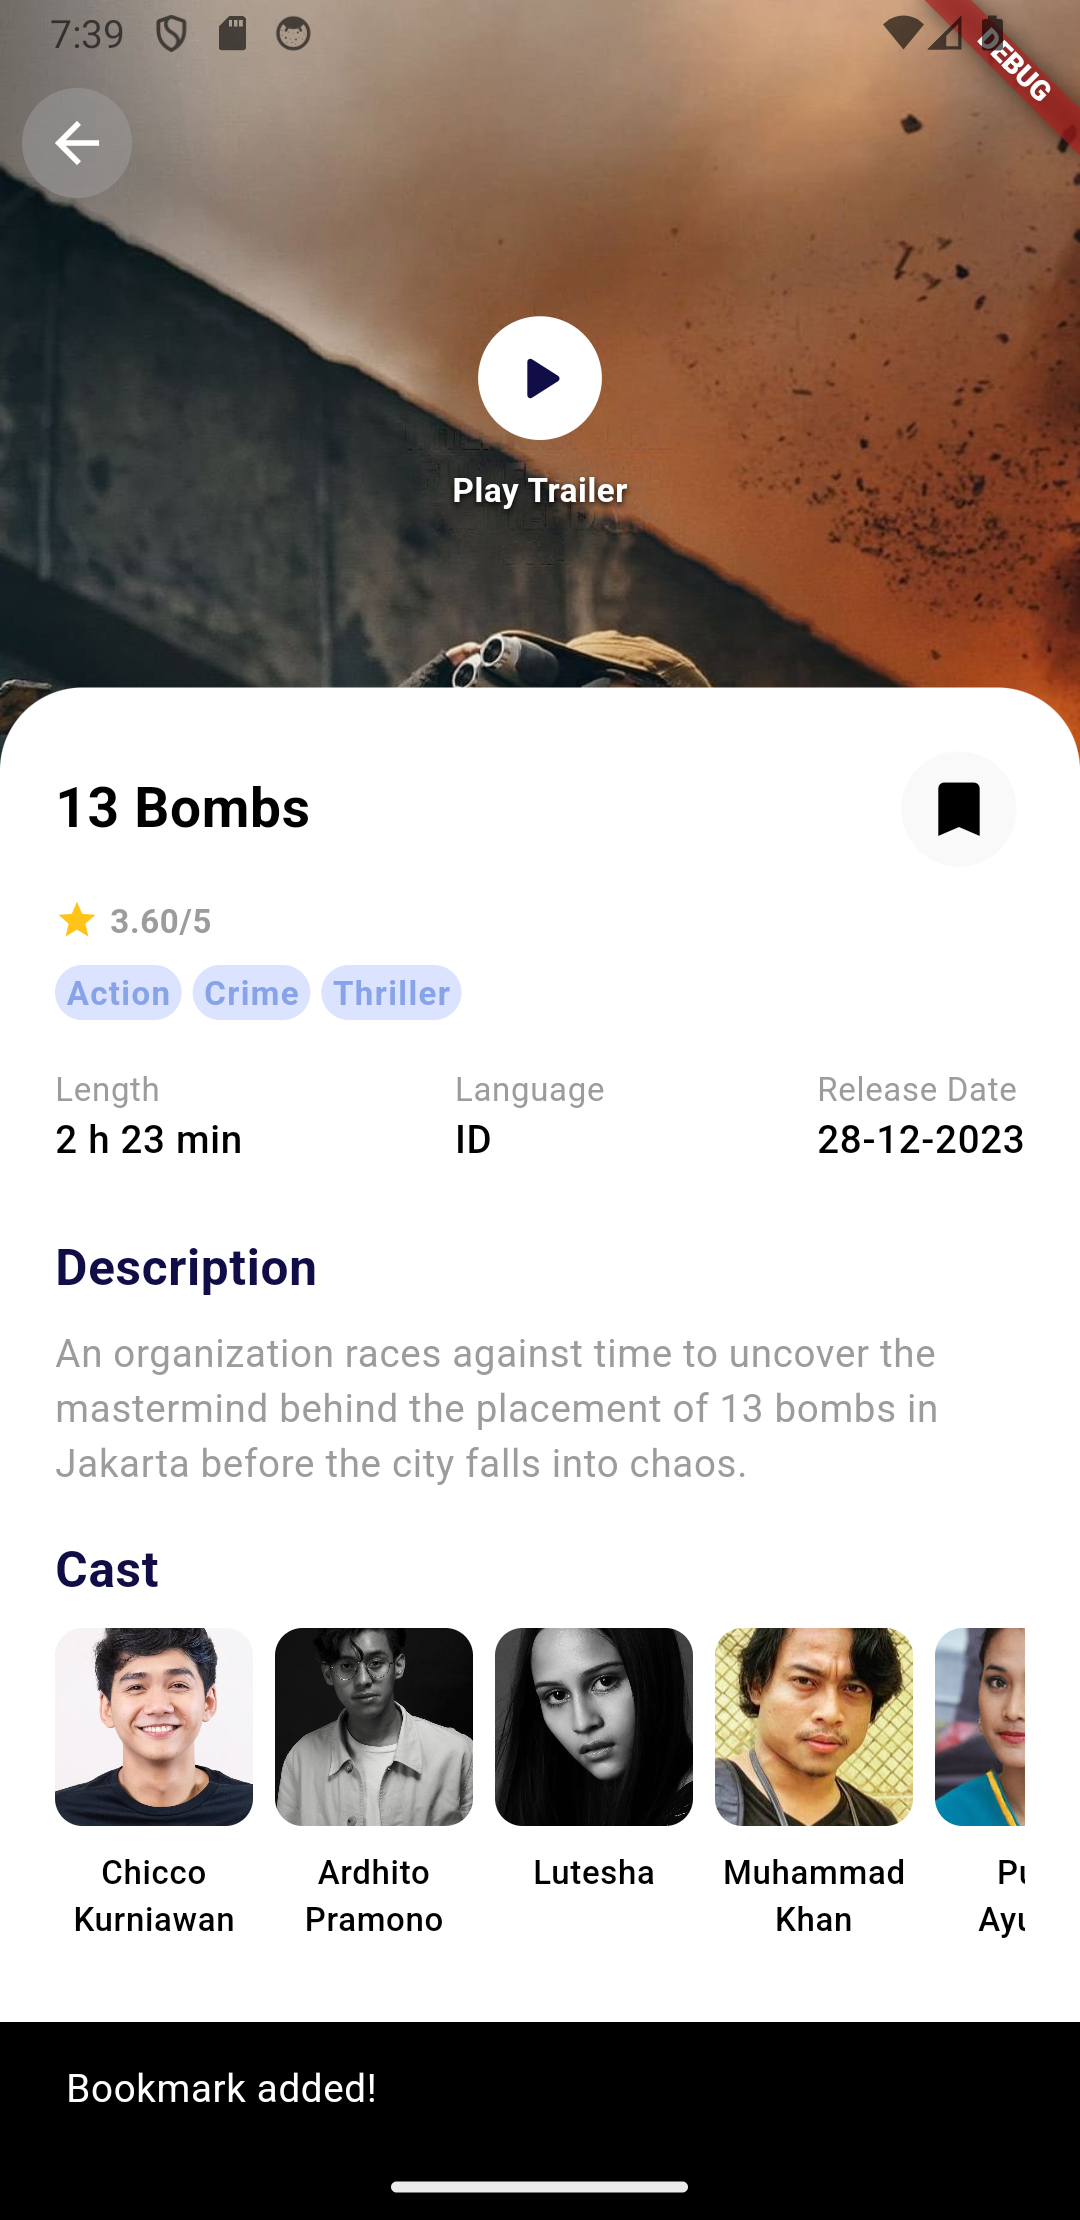 7:39
DEBUG
Play Trailer
13 Bombs
3.60/5
Action Crime Thriller
Length Language Release Date
2 h 23 min ID 28-12-2023
Description
An organization races against time to uncover the
mastermind behind the placement of 13 bombs in
Jakarta before the city falls into chaos.
Cast
Chicco Ardhito Lutesha Muhammad Pu
Kurniawan Pramono Khan Ayu
Bookmark added!